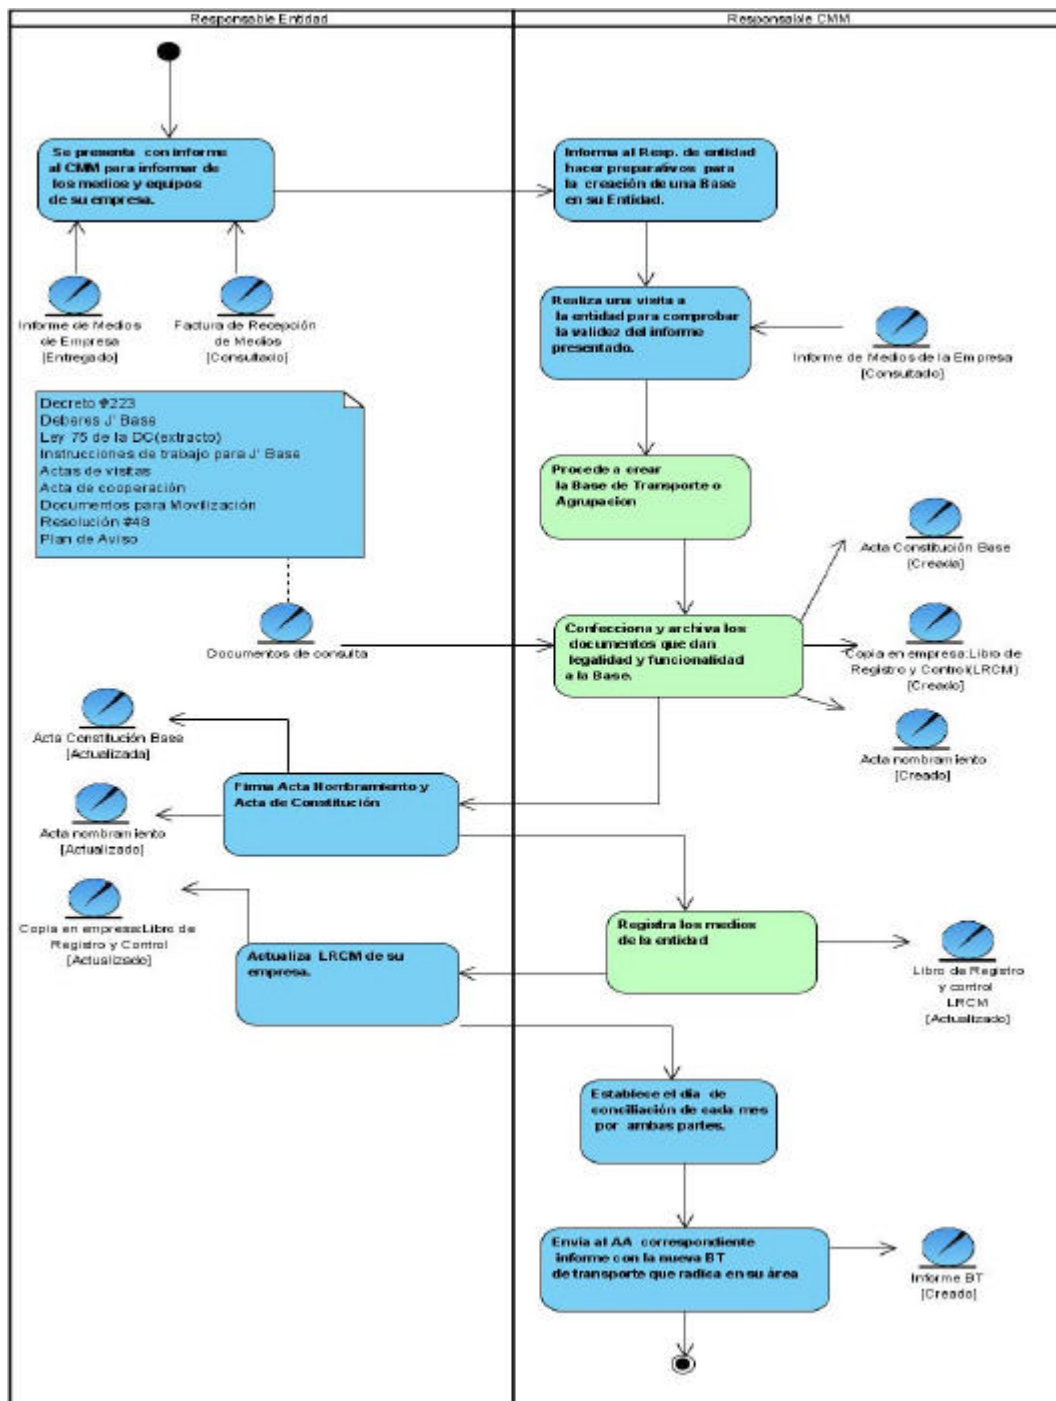 Responsable Entidad
Responsable CMM
Se presenta con informe
al CMM para informar de
los medios y equipos
de su empresa.
Informa al Resp. de entidad
hacer preparativos para
la creación de una Base
en su Entidad.
Informe de Medios
de Empresa
[Entregado]
Factura de Recepción
de Medios
[Consultado]
Realiza una visita a
la entidad para comprobar
la validez del informe
presentado.
Informe de Medios de la Empresa
[Consultado]
Decreto #223
Deberes J' Base
Ley 75 de la DC(extracto)
Instrucciones de trabajo para J' Base
Actas de visitas
Acta de cooperación
Documentos para Movilización
Resolución #48
Plan de Aviso
Procede a crear
la Base de Transporte o
Agrupacion
Acta Constitución Base
[Creada]
Documentos de consulta
Confecciona y archiva los
documentos que dan
legalidad y funcionalidad
a la Base.
Copia en empresa:Libro de
Registro y Control(LRCM)
[Creado]
Acta nombramiento
[Creado]
Acta Constitución Base
[Actualizada]
Firma Acta Nombramiento y
Acta de Constitución
Acta nombramiento
[Actualizado]
Copia en empresa:Libro de
Registro y Control
[Actualizado]
Actualiza LRCM de su
empresa.
Registra los medios
de la entidad
Libro de Registro
y control
LRCM
[Actualizado]
Establece el día de
conciliación de cada mes
por ambas partes.
Envía al AA correspondiente
informe con la nueva BT
de transporte que radica en su área
Informe BT
[Creado]